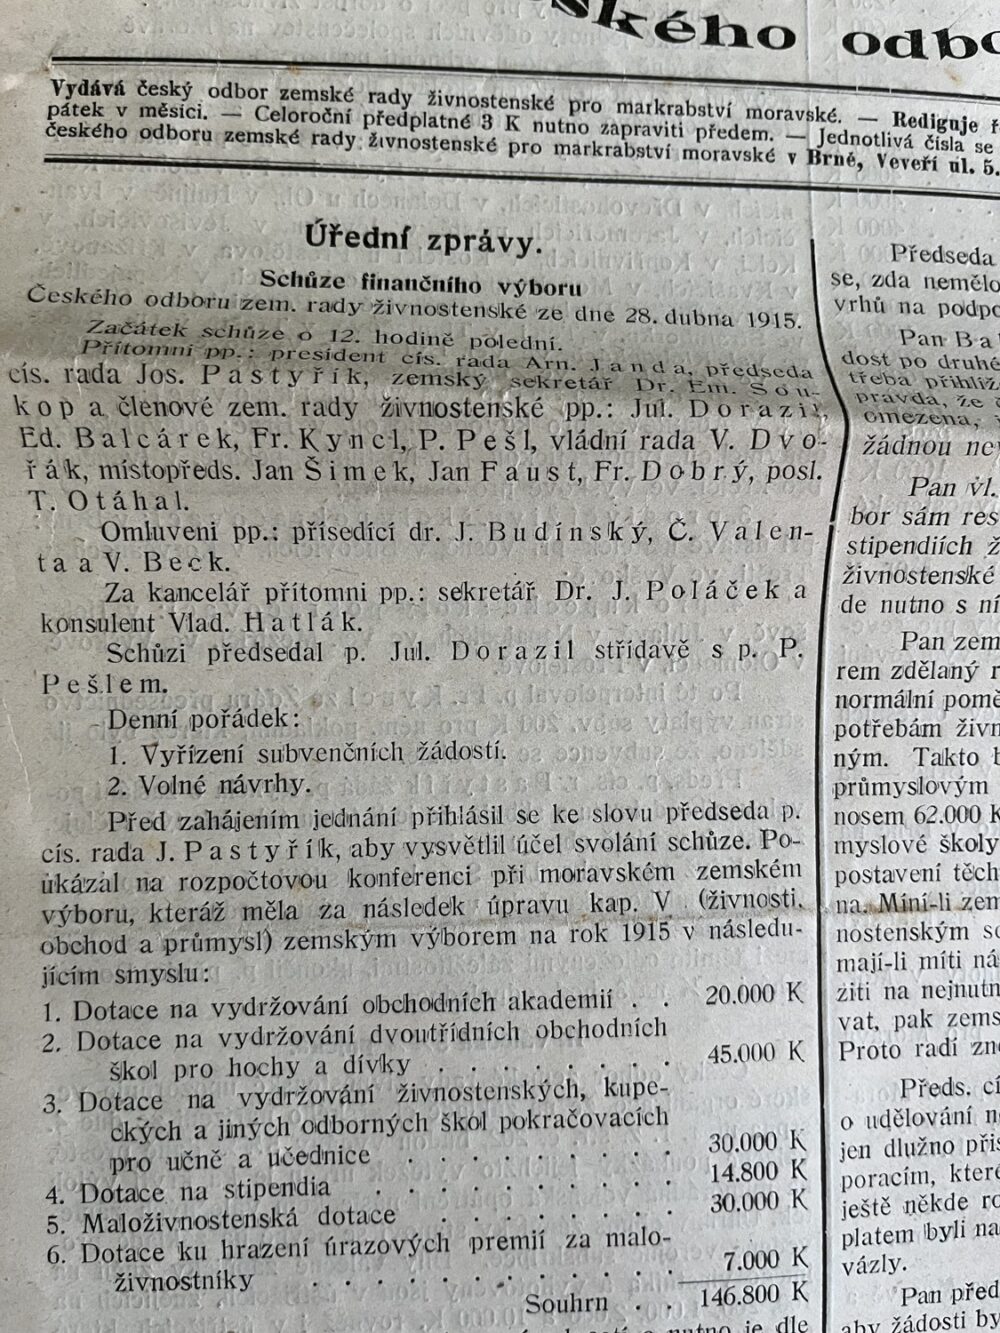 ského odbo
Vydává český odbor zemské rady živnostenské pro markrabství moravské. — Rediguje ř
pátek v měsíci. — Celoroční předplatné 3 K nutno zapraviti předem. — Jednotlivá čísla se
českého odboru zemské rady živnostenské pro markrabství moravské v Brně, Veveří ul. 5.
Úřední zprávy.
Schůze finančního výboru
Českého odboru zem. rady živnostenské ze dne 28. dubna 1915.
Začátek schůze o 12. hodině polední.
Přítomni pp.: president cís. rada Arn. Janda, předseda
cís. rada Jos. Pastyřík, zemský sekretář Dr. Em. Sou-
kop a členové zem. rady živnostenské pp.: Jul. Dorazil,
Ed. Balcárek, Fr. Kyncl, P. Pešl, vládní rada V. Dvo-
řák, místopředs. Jan Šimek, Jan Faust, Fr. Dobrý, posl.
T. Otáhal.
Omluveni pp.: přísedící dr. J. Budínský, Č. Valen-
ta a V. Beck.
Za kancelář přítomni pp.: sekretář Dr. J. Poláček a
konsulent Vlad. Hatlák.
Schůzi předsedal p. Jul. Dorazil střídavě s p. P.
Pešlem.
Denní pořádek:
1. Vyřízení subvenčních žádostí.
2. Volné návrhy.
Před zahájením jednání přihlásil se ke slovu předseda p.
cís. rada J. Pastyřík, aby vysvětlil účel svolání schůze. Po-
ukázal na rozpočtovou konferenci při moravském zemském
výboru, kteráž měla za následek úpravu kap. V (živnosti,
obchod a průmysl) zemským výborem na rok 1915 v následu-
jícím smyslu:
1. Dotace na vydržování obchodních akademií . . 20.000 K
2. Dotace na vydržování dvoutřídních obchodních
škol pro hochy a dívky . . . . . . . . 45.000 K
3. Dotace na vydržování živnostenských, kupe-
ckých a jiných odborných škol pokračovacích
pro učně a učednice . . . . . . . . 30.000 K
4. Dotace na stipendia . . . . . . . . . 14.800 K
5. Maloživnostenská dotace . . . . . . . 30.000 K
6. Dotace ku hrazení úrazových premií za malo-
živnostníky . . . . . . . . . . 7.000 K
Souhrn . . 146.800 K
a nutno je dle
Předseda
se, zda nemělo
vrhů na podpo
Pan Ba
dost po druhé
třeba přihlíž
pravda, že č
omezena,
žádnou nev
Pan vl.
bor sám res
stipendiích ž
živnostenské
de nutno s ní
Pan zem
rem zdělaný r
normální pomě
potřebám živn
ným. Takto b
průmyslovým
nosem 62.000 K
myslové školy
postavení těch
na. Míní-li zem
nostenským so
mají-li míti ná
žiti na nejnutn
vat, pak zems
Proto radí zno
Předs. cí
o udělování n
jen dlužno přis
poracím, které
ještě někde ro
platem byli na
vázly.
Pan před
aby žádosti by